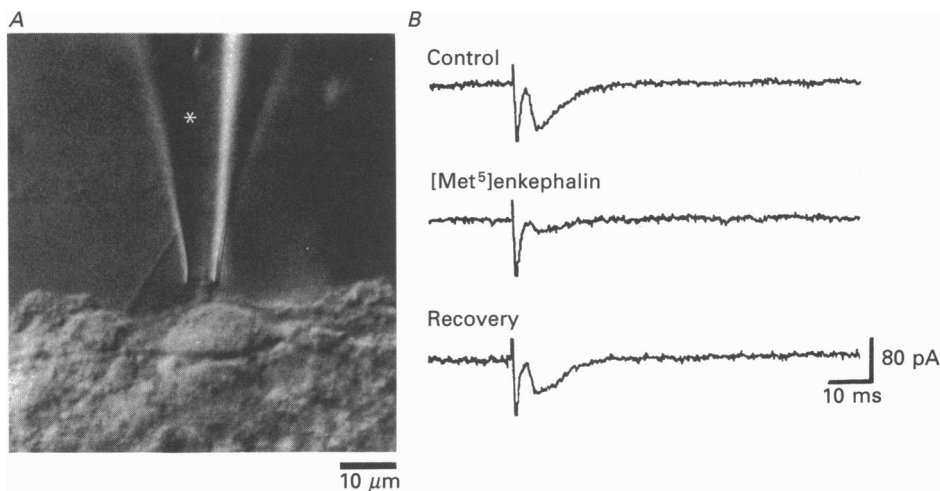 A
B
*
Control
[Met⁵]enkephalin
Recovery
80 pA
10 ms
10 μm